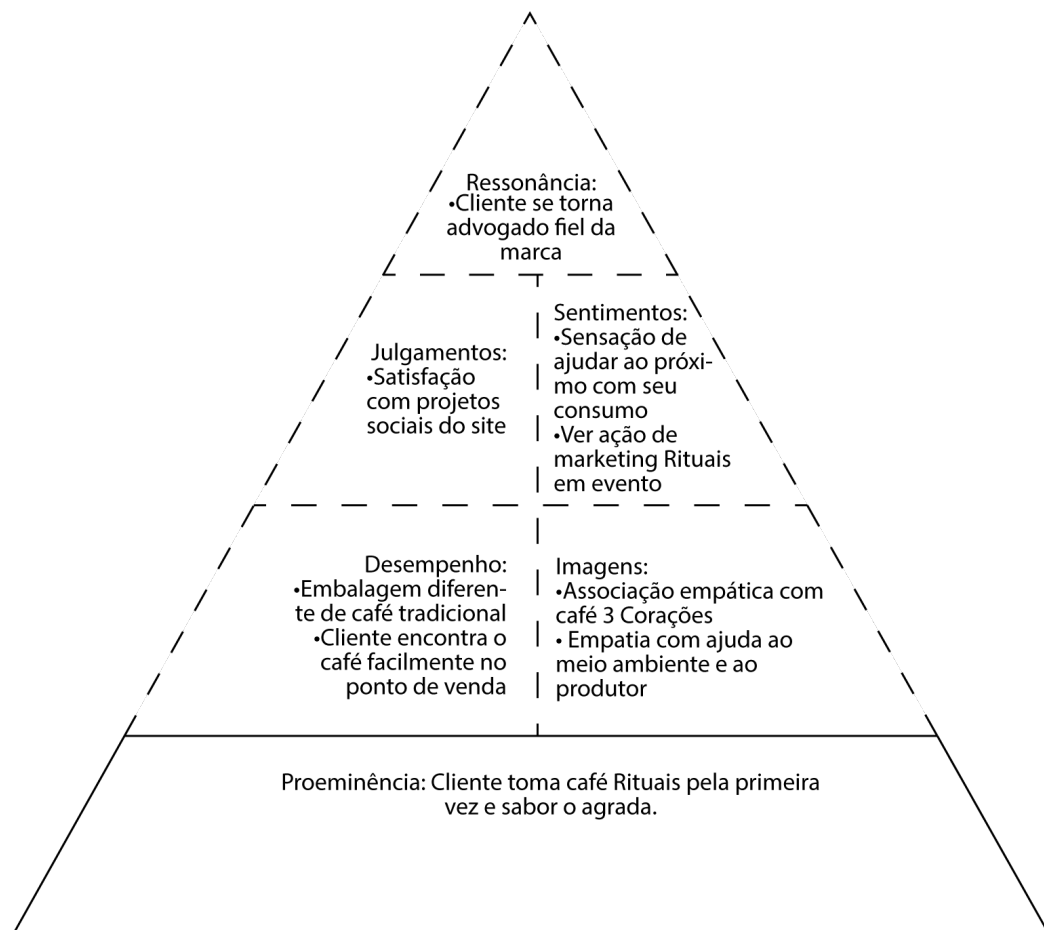 Ressonância:
•Cliente se torna
advogado fiel da
marca
Julgamentos:
•Satisfação
com projetos
sociais do site
Sentimentos:
•Sensação de
ajudar ao próxi-
mo com seu
consumo
•Ver ação de
marketing Rituais
em evento
Desempenho:
•Embalagem diferen-
te de café tradicional
•Cliente encontra o
café facilmente no
ponto de venda
Imagens:
•Associação empática com
café 3 Corações
• Empatia com ajuda ao
meio ambiente e ao
produtor
Proeminência: Cliente toma café Rituais pela primeira
vez e sabor o agrada.